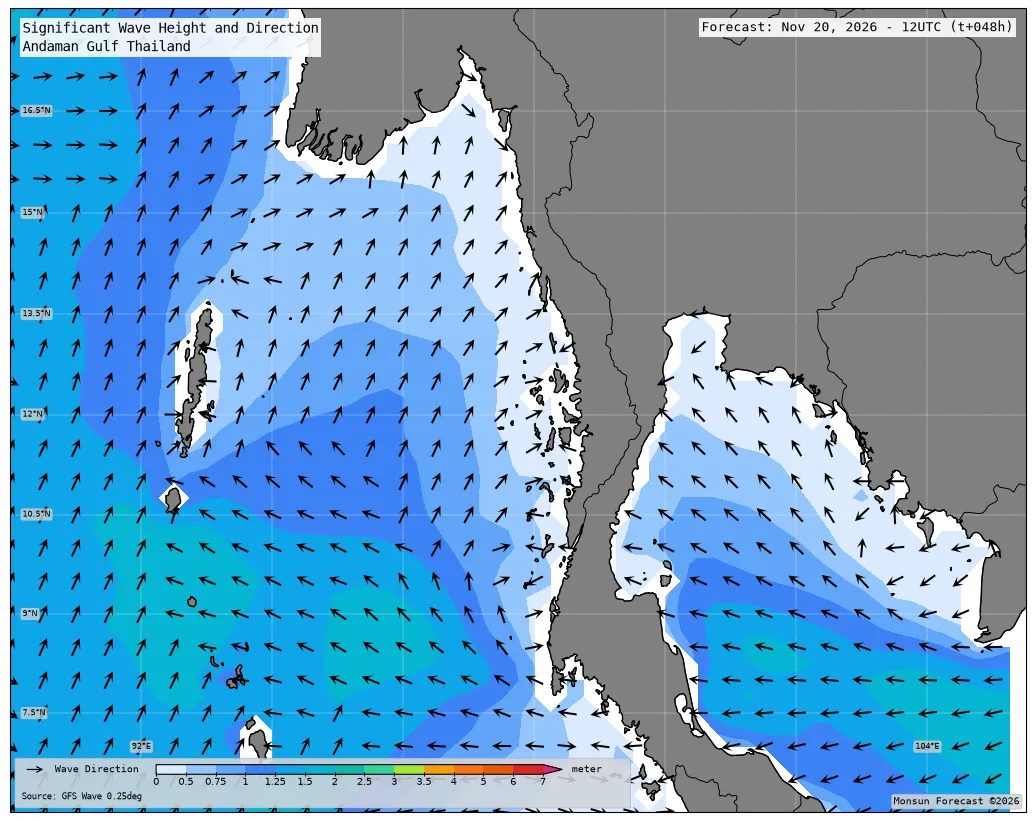 Significant Wave Height and Direction
Andaman Gulf Thailand
Forecast: Nov 20, 2026 - 12UTC (t+048h)
16.5°N
15°N
13.5°N
12°N
10.5°N
9°N
7.5°N
92°E
104°E
Wave Direction
0 0.5 0.75 1 1.25 1.5 2 2.5 3 3.5 4 5 6 7
meter
Source: GFS Wave 0.25deg
Monsun Forecast ©2026